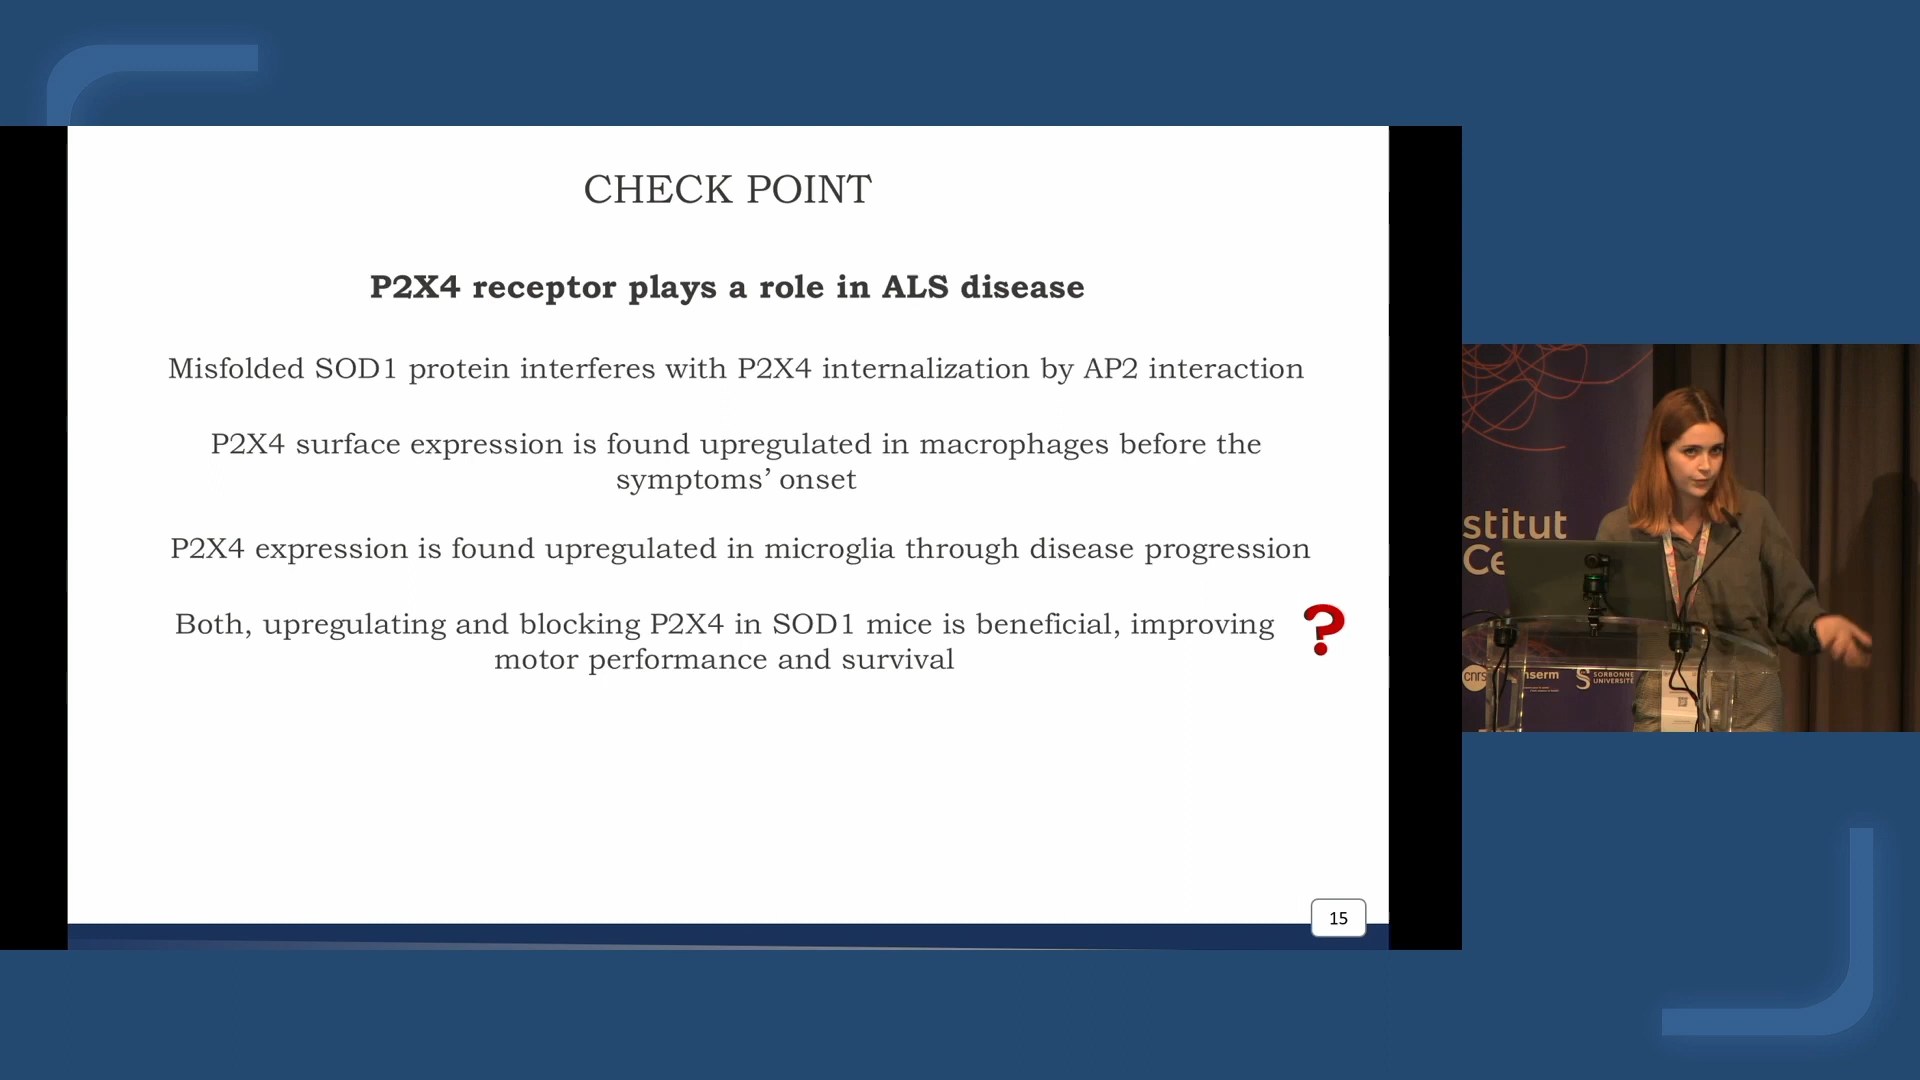 CHECK POINT
P2X4 receptor plays a role in ALS disease
Misfolded SOD1 protein interferes with P2X4 internalization by AP2 interaction
P2X4 surface expression is found upregulated in macrophages before the
symptoms’ onset
P2X4 expression is found upregulated in microglia through disease progression
Both, upregulating and blocking P2X4 in SOD1 mice is beneficial, improving ?
motor performance and survival
15
stitut
Ce
cnrs
nserm
SORBONNE
UNIVERSITÉ